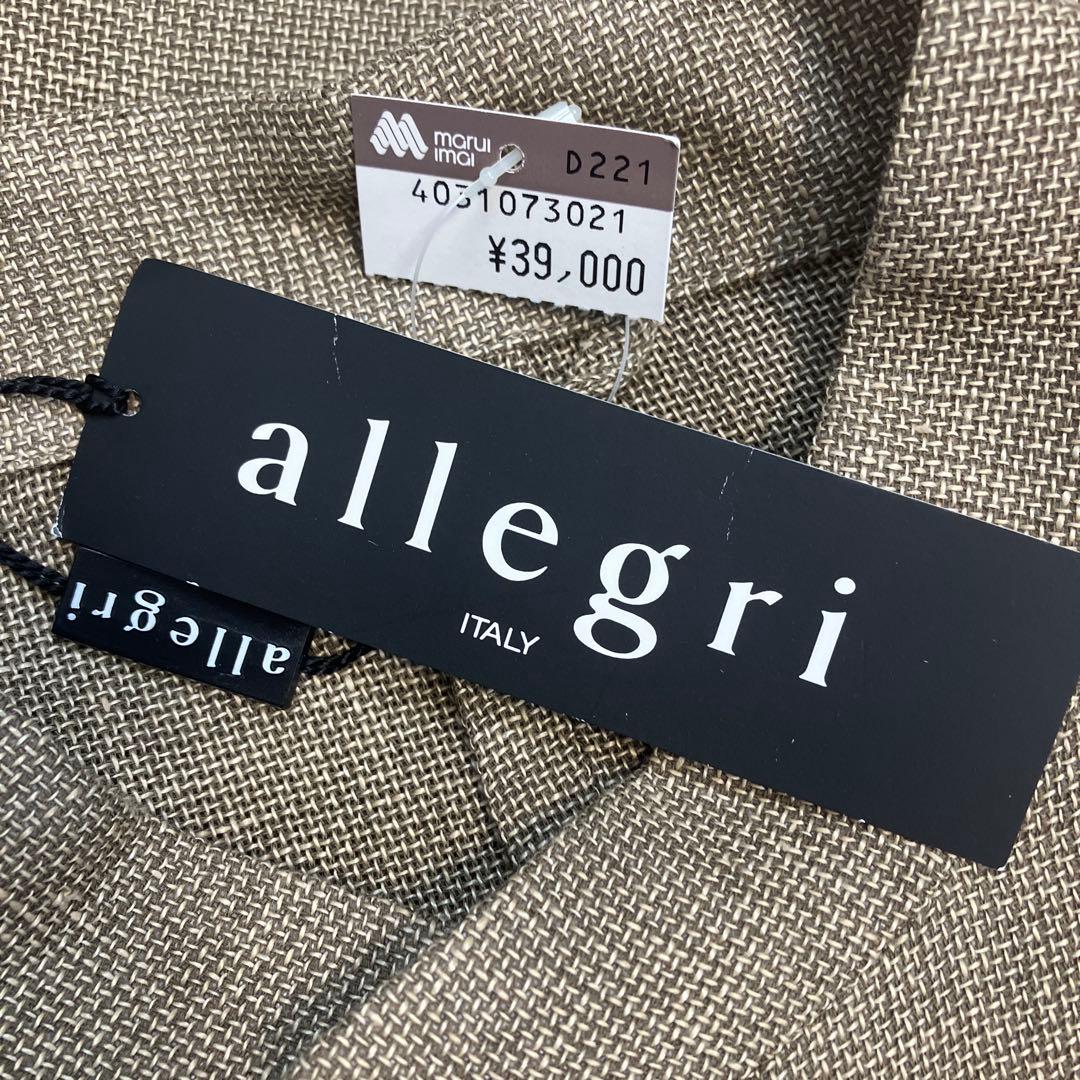 marui
imai
D221
4031073021
¥39,000
allegri
ITALY
allegri